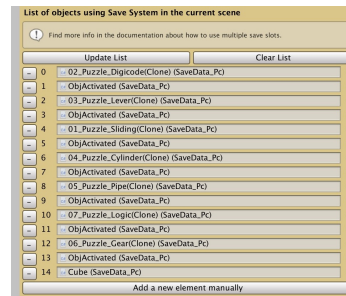 List of objects using Save System in the current scene
Find more info in the documentation about how to use multiple save slots.
Update List Clear List
- 0 02_Puzzle_Digicode(Clone) (SaveData_Pc)
- 1 ObjActivated (SaveData_Pc)
- 2 03_Puzzle_Lever(Clone) (SaveData_Pc)
- 3 ObjActivated (SaveData_Pc)
- 4 01_Puzzle_Sliding(Clone) (SaveData_Pc)
- 5 ObjActivated (SaveData_Pc)
- 6 04_Puzzle_Cylinder(Clone) (SaveData_Pc)
- 7 ObjActivated (SaveData_Pc)
- 8 05_Puzzle_Pipe(Clone) (SaveData_Pc)
- 9 ObjActivated (SaveData_Pc)
- 10 07_Puzzle_Logic(Clone) (SaveData_Pc)
- 11 ObjActivated (SaveData_Pc)
- 12 06_Puzzle_Gear(Clone) (SaveData_Pc)
- 13 ObjActivated (SaveData_Pc)
- 14 Cube (SaveData_Pc)
Add a new element manually